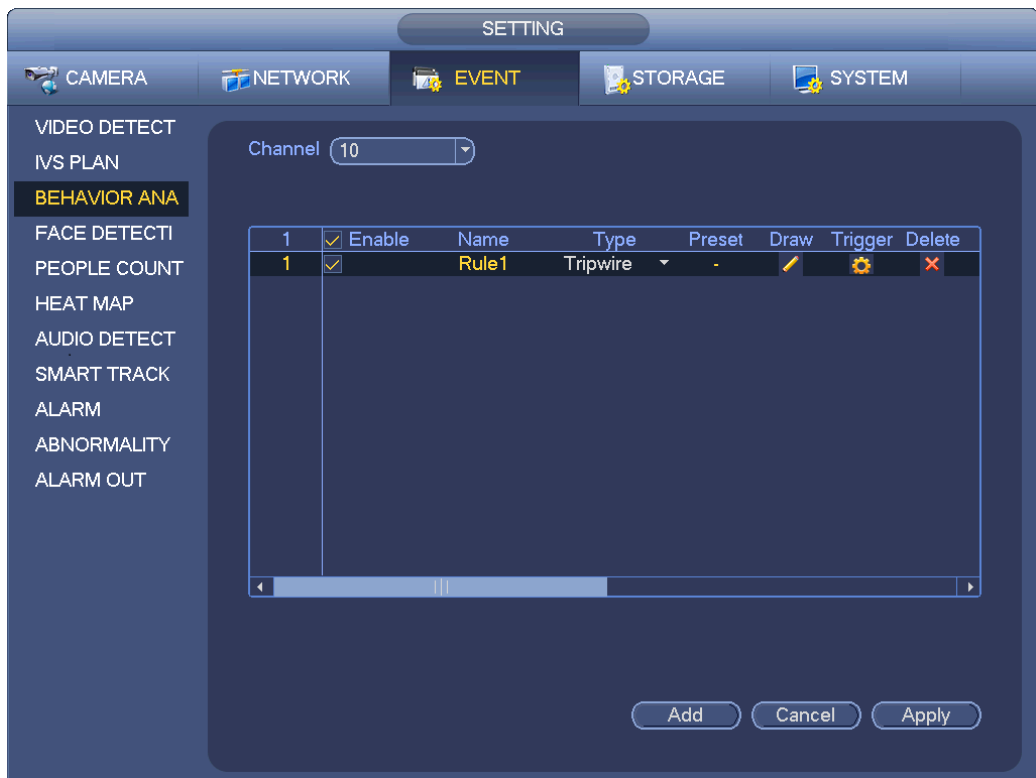 SETTING
CAMERA NETWORK EVENT STORAGE SYSTEM
VIDEO DETECT
IVS PLAN
BEHAVIOR ANA
FACE DETECTI
PEOPLE COUNT
HEAT MAP
AUDIO DETECT
SMART TRACK
ALARM
ABNORMALITY
ALARM OUT
Channel 10
1 Enable Name Type Preset Draw Trigger Delete
1 Rule1 Tripwire -
Add Cancel Apply